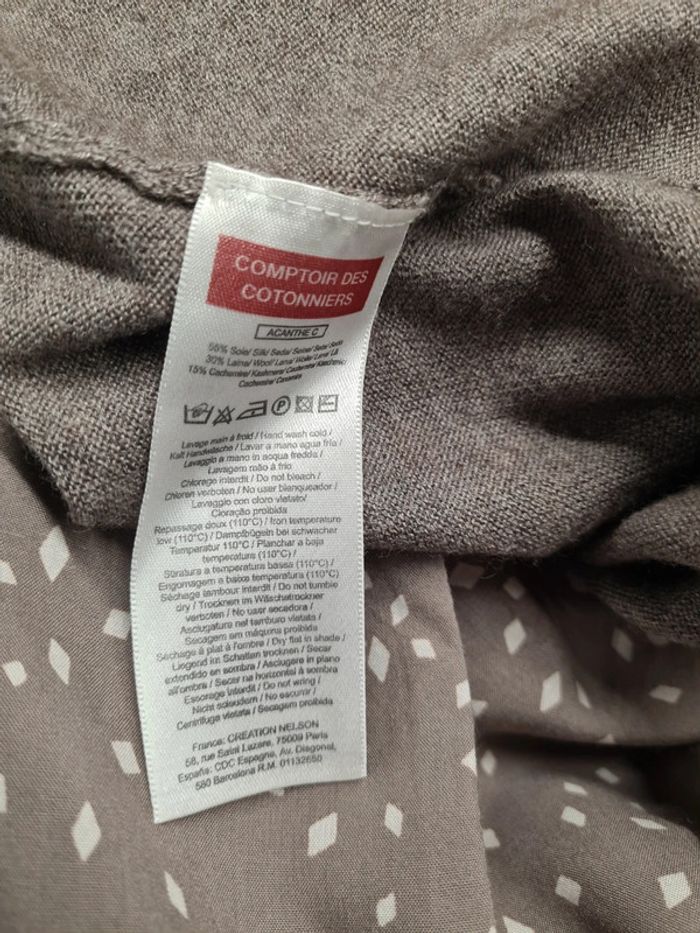 COMPTOIR DES
COTONNIERS
ACANTHE C
55% Soie/ Silk/ Seda/ Seide/ Seta/ Seda
30% Laine/ Wool/ Lana/ Wolle/ Lana/ Lã
15% Cachemire/ Kashmere/ Cachemire/
Cachemire/ Caxemira
Lavage main à froid / Hand wash cold /
Kalt Handwäsche / Lavar a mano agua fria /
Lavaggio a mano in acqua fredda /
Lavagem mão à frio
Chlorage interdit / Do not bleach /
Chloren verboten / No usar blanqueador /
Lavaggio con cloro vietato/
Cloração proibida
Repassage doux (110°C) / Iron temperature
low (110°C) / Dampfbügeln bei schwacher
Temperatur 110°C / Planchar a baja
temperatura (110°C) /
Stiratura a temperatura bassa (110°C) /
Engomagem a baixa temperatura (110°C)
Séchage tambour interdit / Do not tumble
dry / Trocknen im Wäschetrockner
verboten / No usar secadora /
Asciugatura nel tamburo vietata /
Secagem em máquina proibida
Séchage à plat à l'ombre / Dry flat in shade /
Liegend im Schatten trocknen / Secar
extendido en sombra / Asciugare in piano
all'ombra / Secar na horizontal à sombra
Essorage interdit / Do not wring /
Nicht schleudern / No escurrir /
Centrifuga vietata / Secagem proibida
France: CREATION NELSON
58, rue Saint Lazare, 75009 Paris
España: CDC Espagne, Av. Diagonal,
580 Barcelona R.M. 01132650